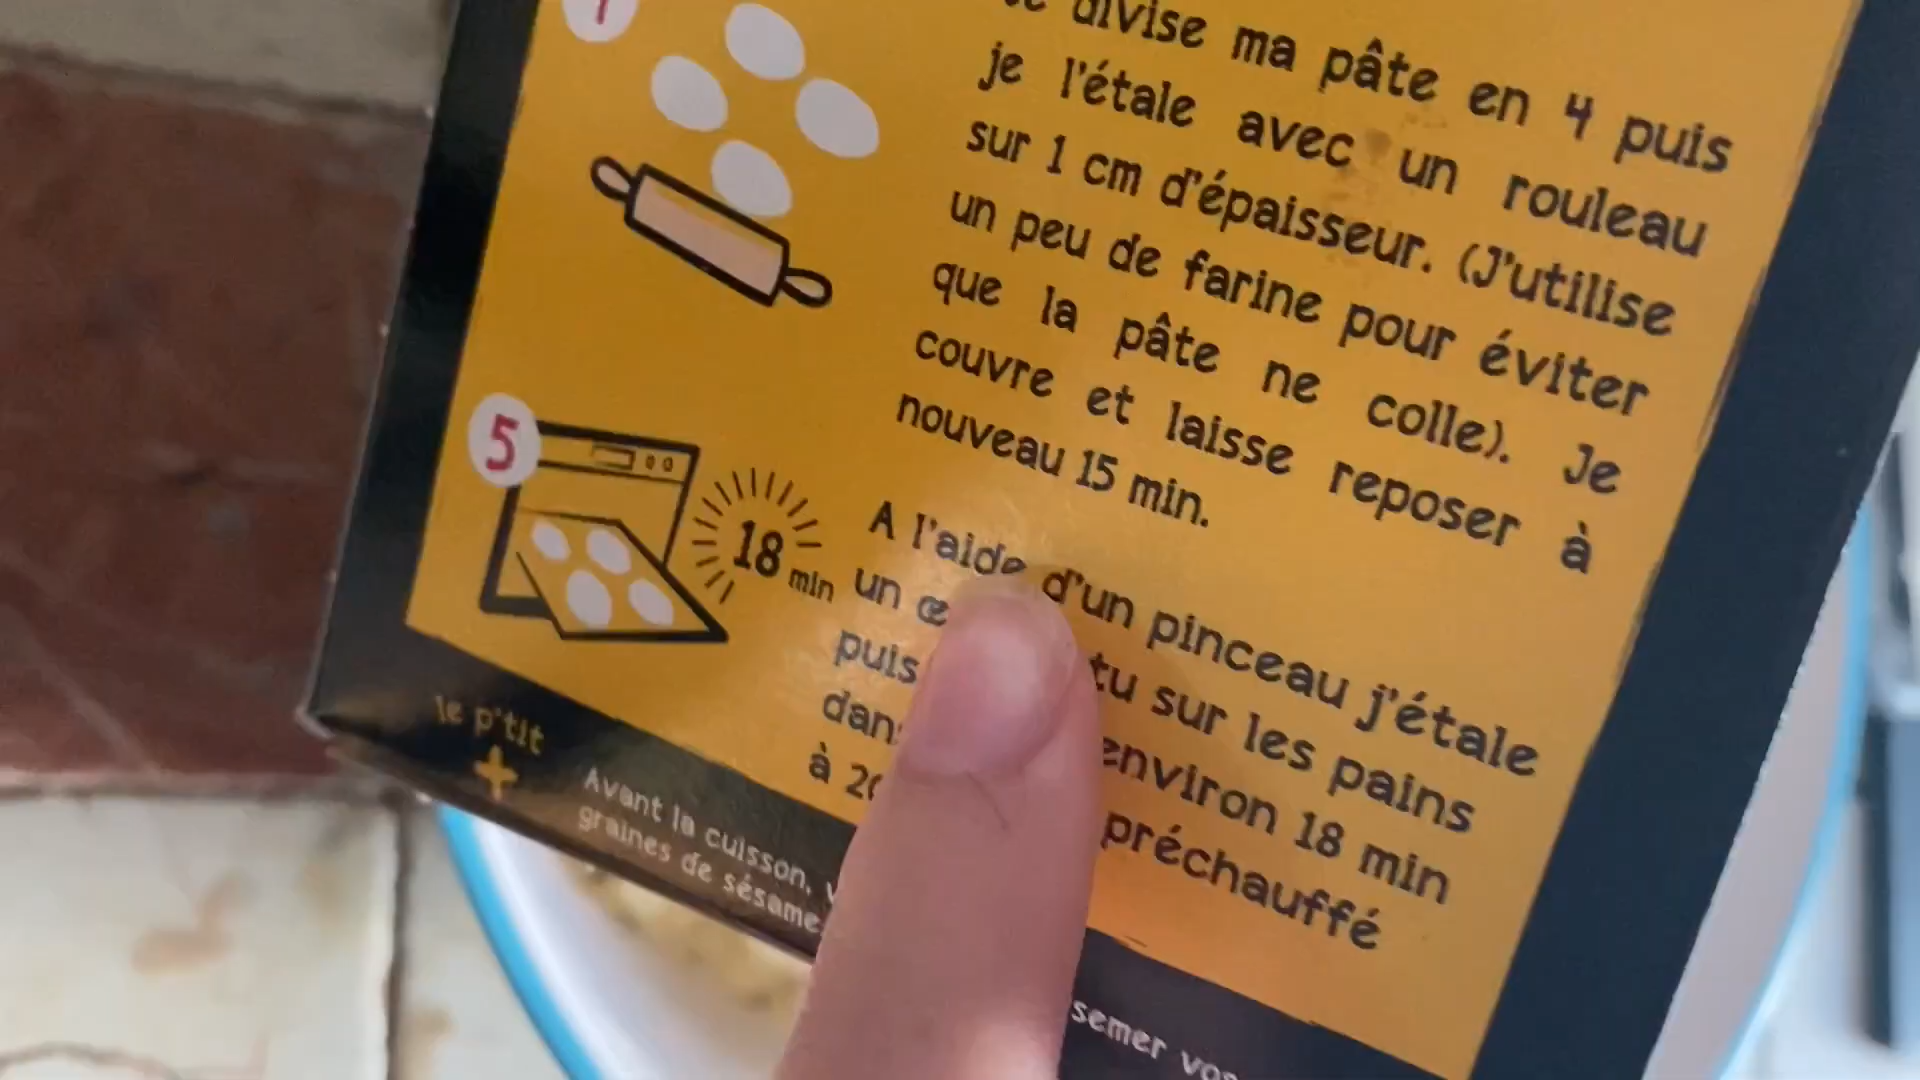 divise ma pâte en 4 puis
je l'étale avec un rouleau
sur 1 cm d'épaisseur. (J'utilise
un peu de farine pour éviter
que la pâte ne colle). Je
couvre et laisse reposer à
nouveau 15 min.
5
18 min
A l'aide d'un pinceau j'étale
un tu sur les pains
puis environ 18 min
à préchauffé
le p'tit
+
Avant la cuisson,
graines de sésame
semer